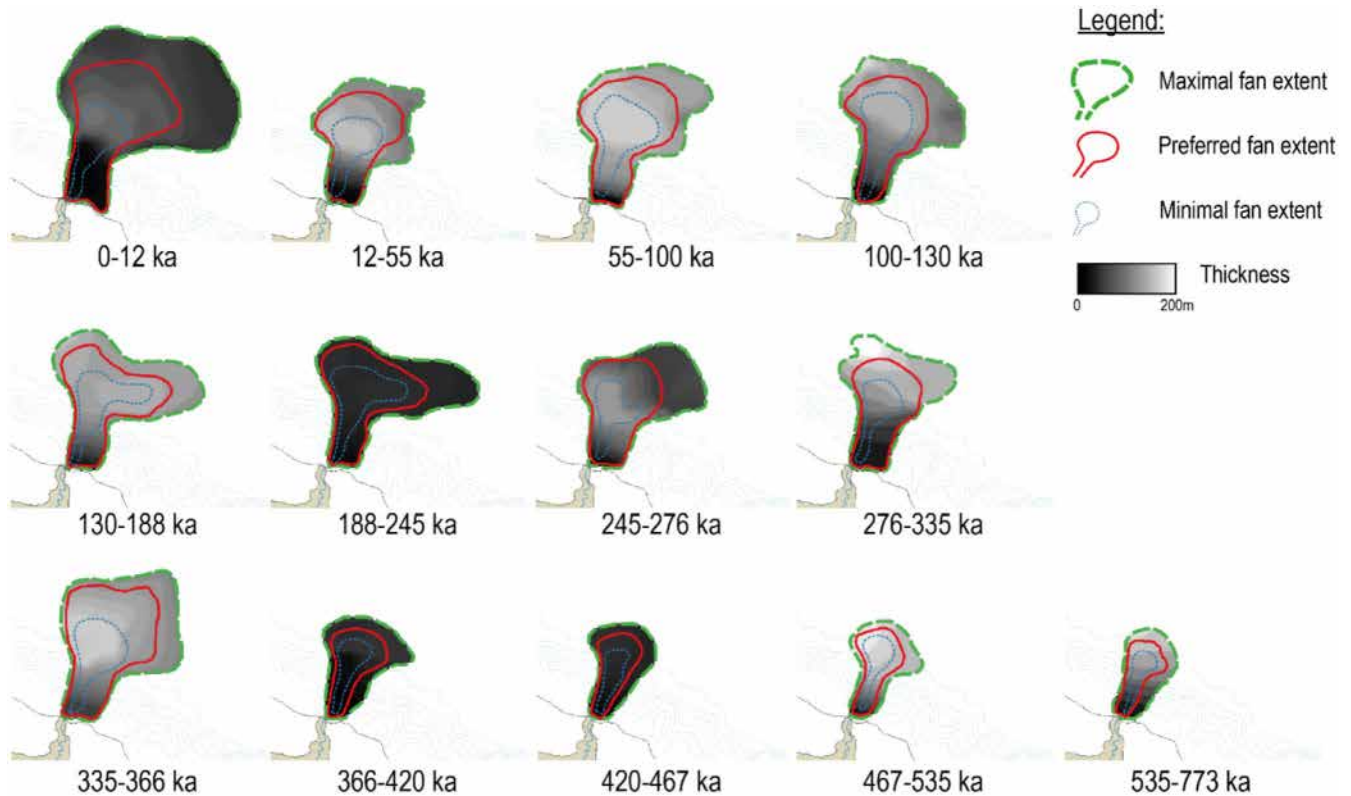 Legend:
Maximal fan extent
Preferred fan extent
Minimal fan extent
Thickness
0 200m
0-12 ka 12-55 ka 55-100 ka 100-130 ka
130-188 ka 188-245 ka 245-276 ka 276-335 ka
335-366 ka 366-420 ka 420-467 ka 467-535 ka 535-773 ka